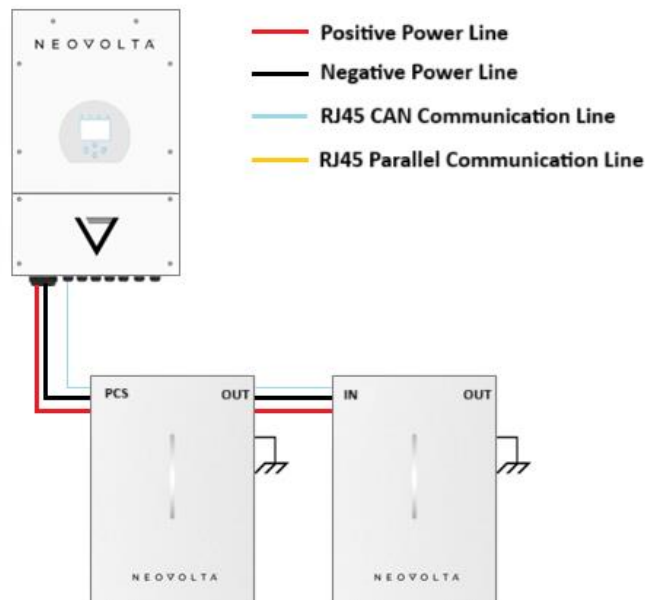 NEOVOLTA
Positive Power Line
Negative Power Line
RJ45 CAN Communication Line
RJ45 Parallel Communication Line
PCS
OUT
IN
OUT
NEOVOLTA
NEOVOLTA